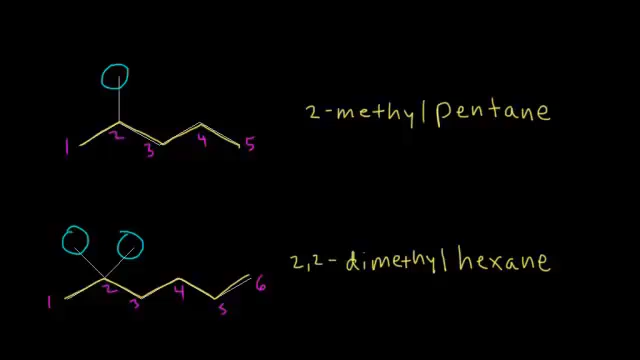 2-methylpentane
1 2 3 4 5
2,2-dimethylhexane
1 2 3 4 5 6